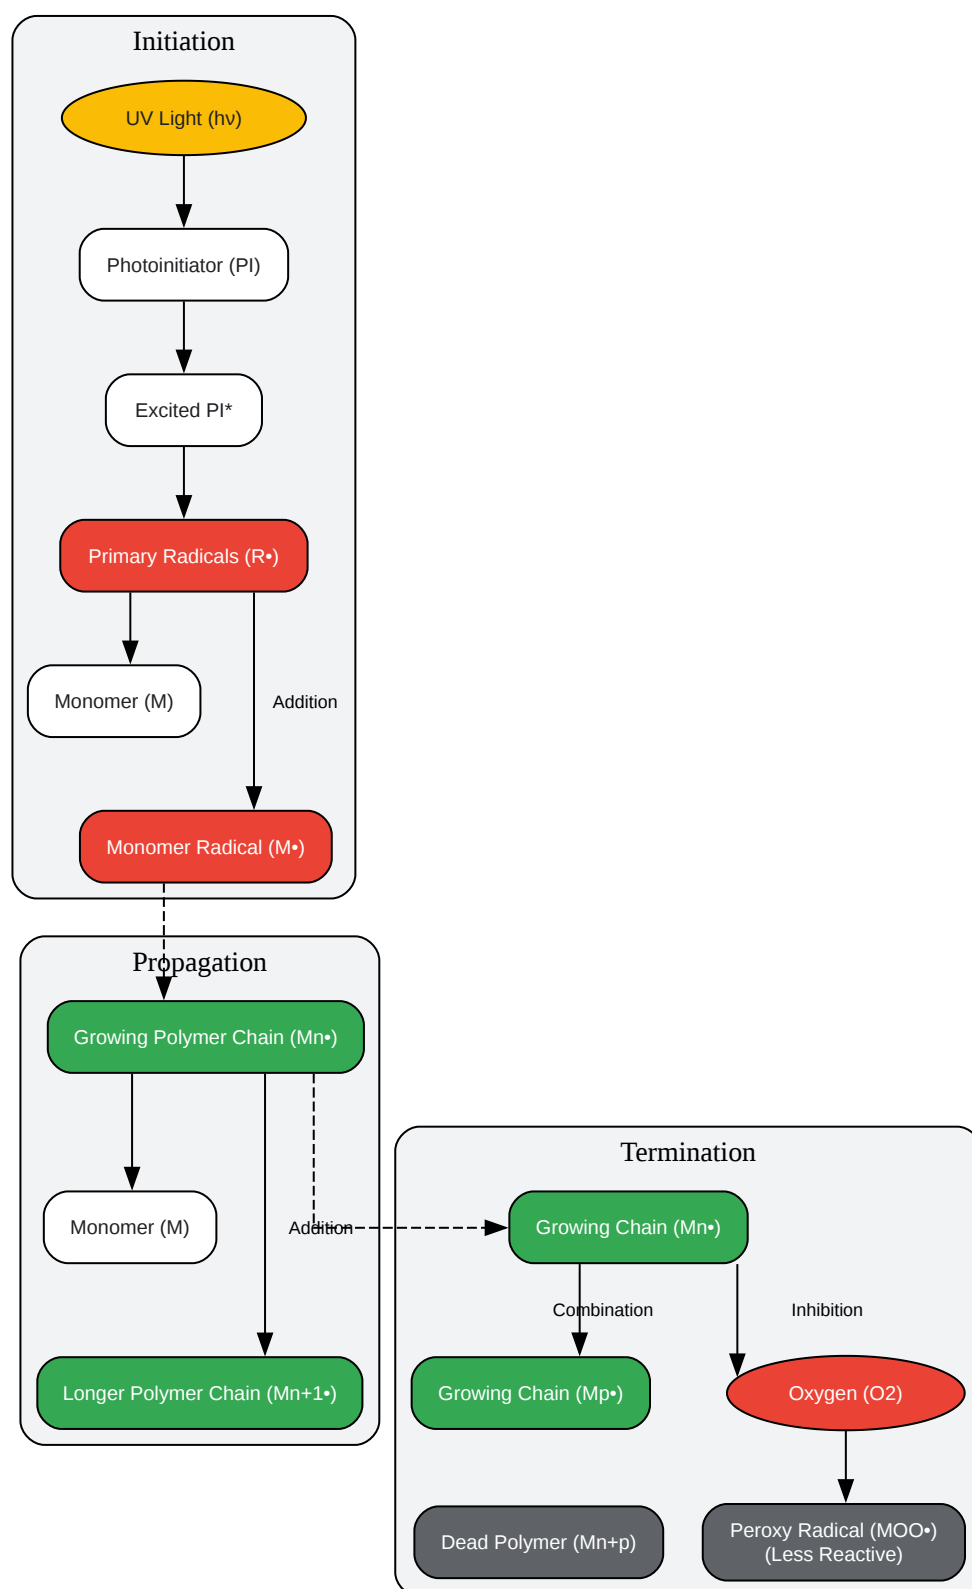 Initiation
UV Light (hν)
Photoinitiator (PI)
Excited PI*
Primary Radicals (R•)
Monomer (M)
Addition
Monomer Radical (M•)
Propagation
Growing Polymer Chain (Mn•)
Monomer (M)
Addition
Longer Polymer Chain (Mn+1•)
Termination
Growing Chain (Mn•)
Combination
Inhibition
Growing Chain (Mp•)
Oxygen (O2)
Dead Polymer (Mn+p)
Peroxy Radical (MOO•)
(Less Reactive)